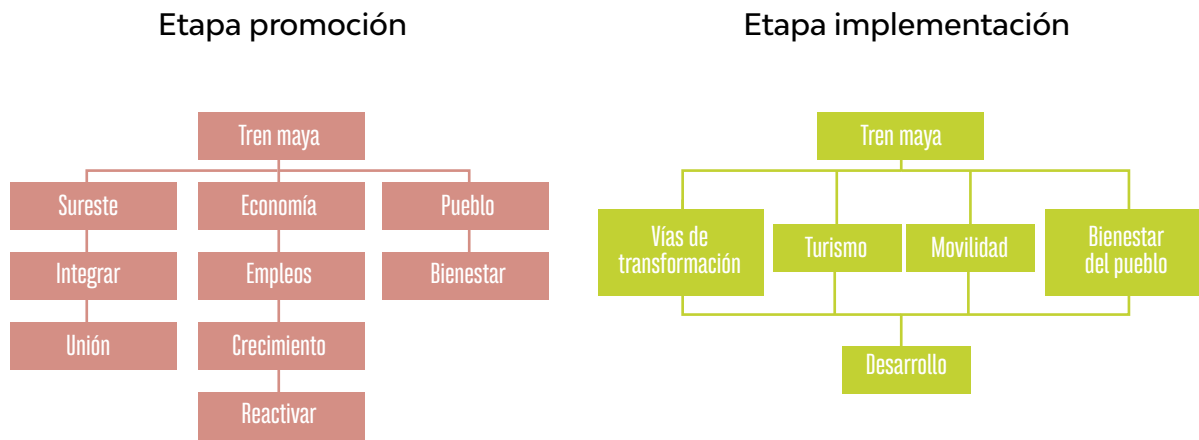 Etapa promoción
Tren maya
Sureste
Economía
Pueblo
Integrar
Empleos
Bienestar
Unión
Crecimiento
Reactivar
Etapa implementación
Tren maya
Vías de
transformación
Turismo
Movilidad
Bienestar
del pueblo
Desarrollo